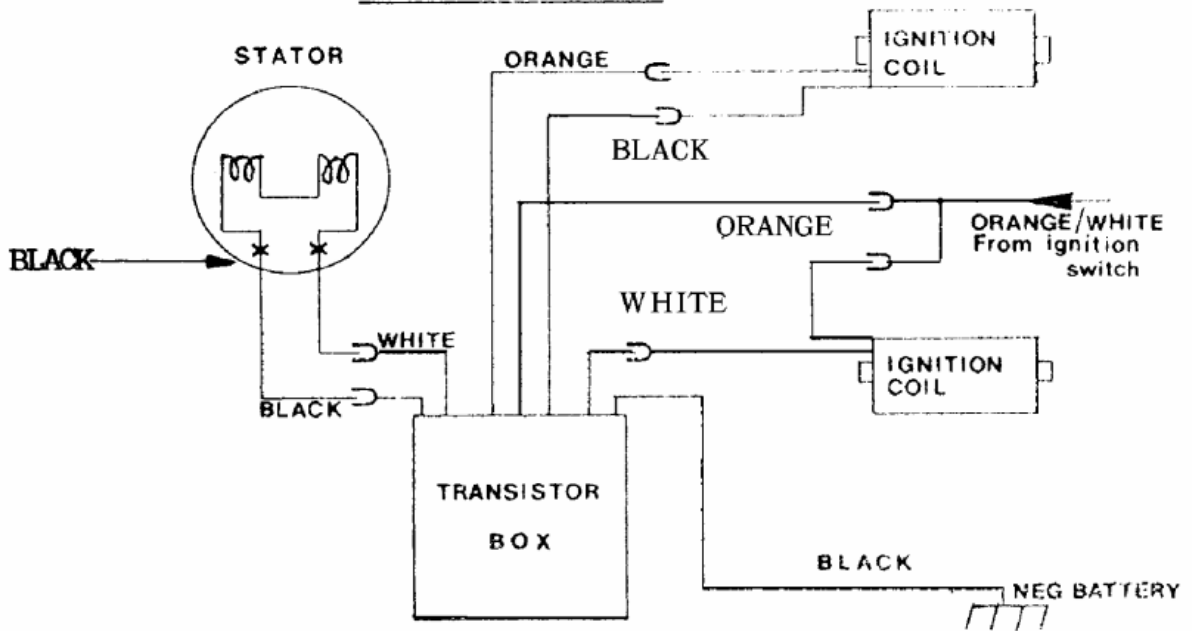 STATOR
ORANGE
IGNITION
COIL
BLACK
ORANGE
ORANGE/WHITE
From ignition
switch
BLACK
WHITE
WHITE
IGNITION
COIL
BLACK
TRANSISTOR
BOX
BLACK
NEG BATTERY